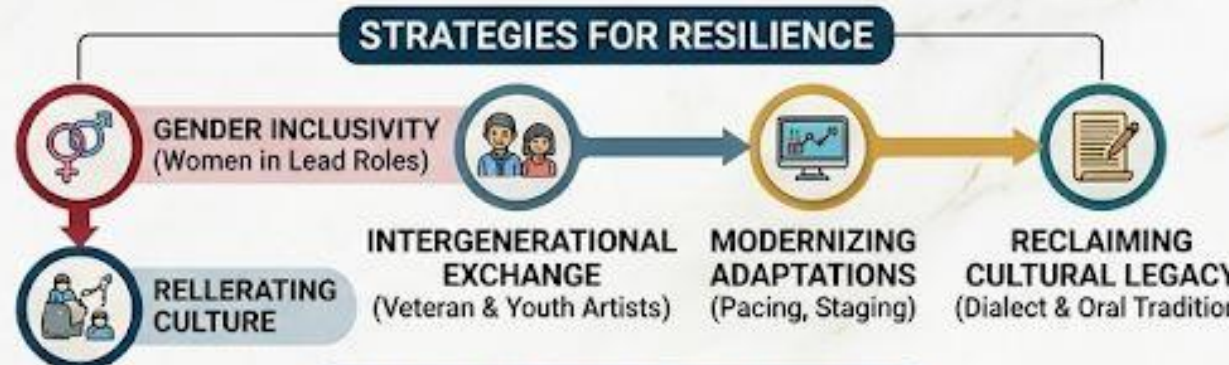 STRATEGIES FOR RESILIENCE
GENDER INCLUSIVITY
(Women in Lead Roles)
RELLERATING
CULTURE
INTERGENERATIONAL
EXCHANGE
(Veteran & Youth Artists)
MODERNIZING
ADAPTATIONS
(Pacing, Staging)
RECLAIMING
CULTURAL LEGACY
(Dialect & Oral Tradition